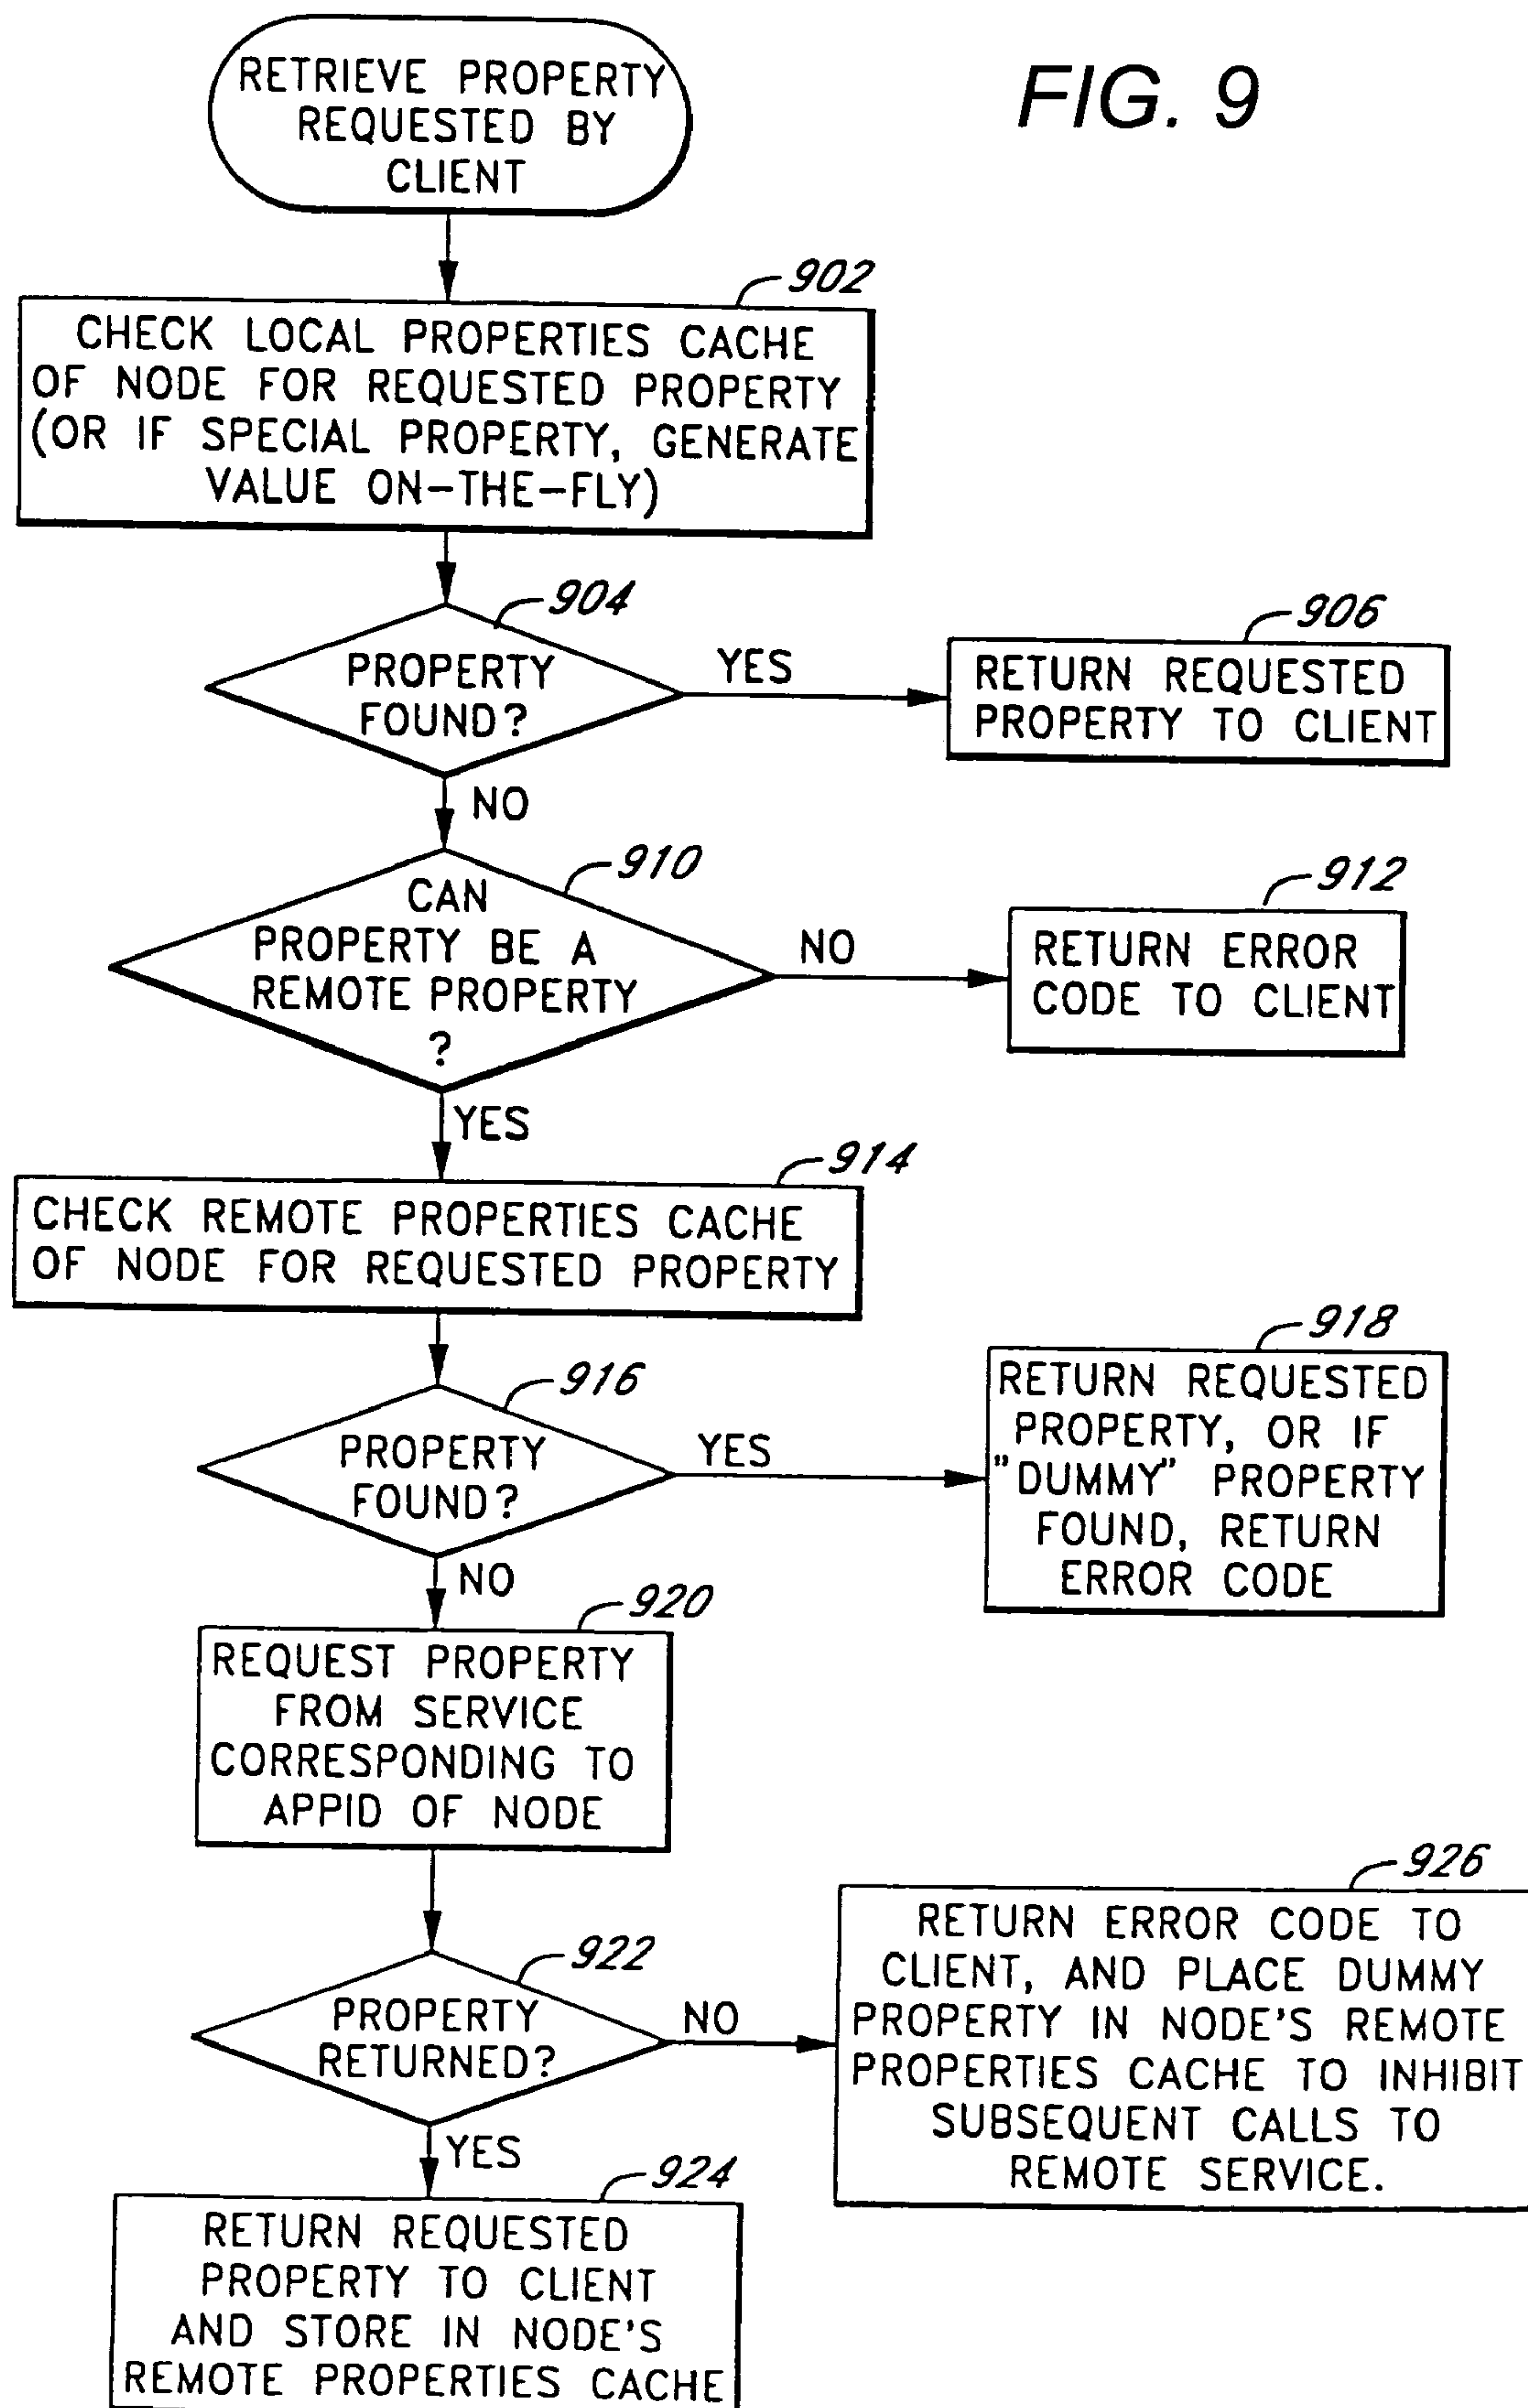 FIG. 9
RETRIEVE PROPERTY
REQUESTED BY
CLIENT
902
CHECK LOCAL PROPERTIES CACHE
OF NODE FOR REQUESTED PROPERTY
(OR IF SPECIAL PROPERTY, GENERATE
VALUE ON-THE-FLY)
904
PROPERTY
FOUND?
YES
906
RETURN REQUESTED
PROPERTY TO CLIENT
NO
910
CAN
PROPERTY BE A
REMOTE PROPERTY
?
NO
912
RETURN ERROR
CODE TO CLIENT
YES
914
CHECK REMOTE PROPERTIES CACHE
OF NODE FOR REQUESTED PROPERTY
916
PROPERTY
FOUND?
YES
918
RETURN REQUESTED
PROPERTY, OR IF
"DUMMY" PROPERTY
FOUND, RETURN
ERROR CODE
NO
920
REQUEST PROPERTY
FROM SERVICE
CORRESPONDING TO
APPID OF NODE
922
PROPERTY
RETURNED?
NO
926
RETURN ERROR CODE TO
CLIENT, AND PLACE DUMMY
PROPERTY IN NODE'S REMOTE
PROPERTIES CACHE TO INHIBIT
SUBSEQUENT CALLS TO
REMOTE SERVICE.
YES
924
RETURN REQUESTED
PROPERTY TO CLIENT
AND STORE IN NODE'S
REMOTE PROPERTIES CACHE